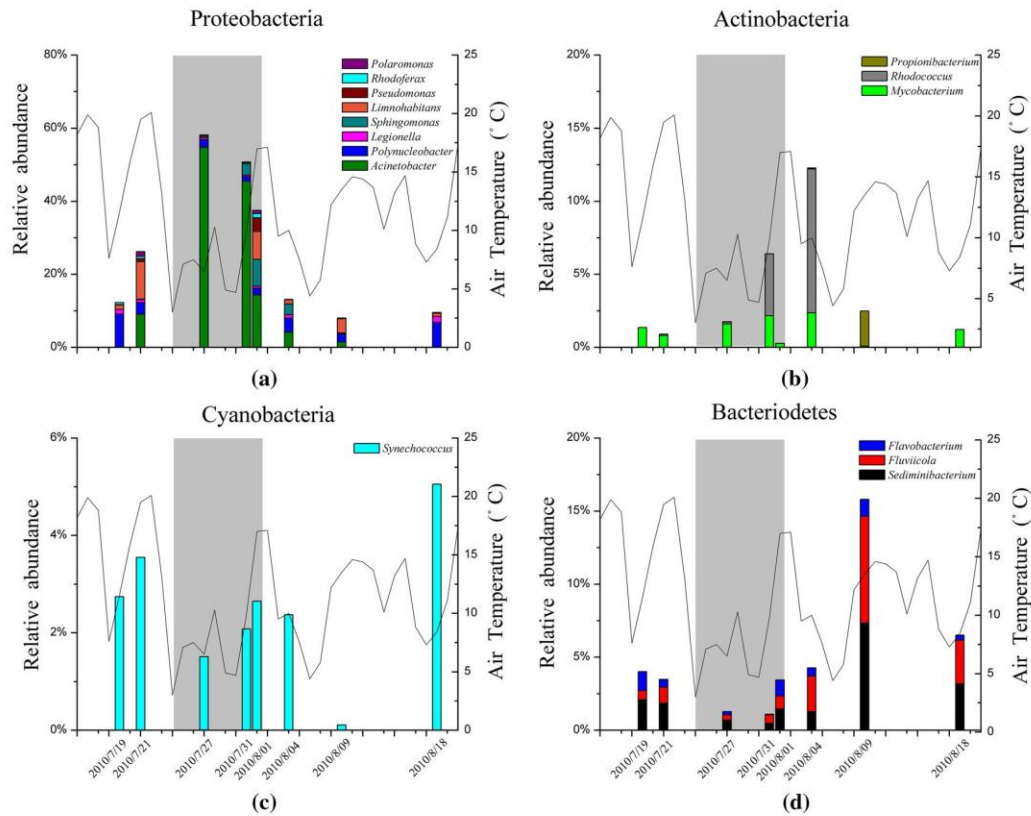 (a)
Proteobacteria
80%
60%
40%
20%
0%
Relative abundance
25
20
15
10
5
0
Air Temperature (˚C)
Polaromonas
Rhodoferax
Pseudomonas
Limnohabitans
Sphingomonas
Legionella
Polynucleobacter
Acinetobacter
(b)
Actinobacteria
20%
15%
10%
5%
0%
Relative abundance
25
20
15
10
5
Air Temperature (˚C)
Propionibacterium
Rhodococcus
Mycobacterium
(c)
Cyanobacteria
6%
4%
2%
0%
Relative abundance
25
20
15
10
5
0
Air Temperature (˚C)
Synechococcus
2010/7/19
2010/7/21
2010/7/27
2010/7/31
2010/8/01
2010/8/04
2010/8/09
2010/8/18
(d)
Bacteriodetes
20%
15%
10%
5%
0%
Relative abundance
25
20
15
10
5
0
Air Temperature (˚C)
Flavobacterium
Fluviicola
Sediminibacterium
2010/7/19
2010/7/21
2010/7/27
2010/7/31
2010/8/01
2010/8/04
2010/8/09
2010/8/18